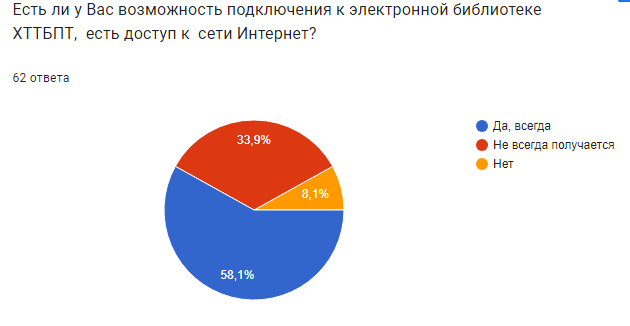 Есть ли у Вас возможность подключения к электронной библиотеке
ХТТБПТ,  есть доступ к  сети Интернет?
62 ответа
33,9%
8,1%
58,1%
Да, всегда
Не всегда получается
Нет